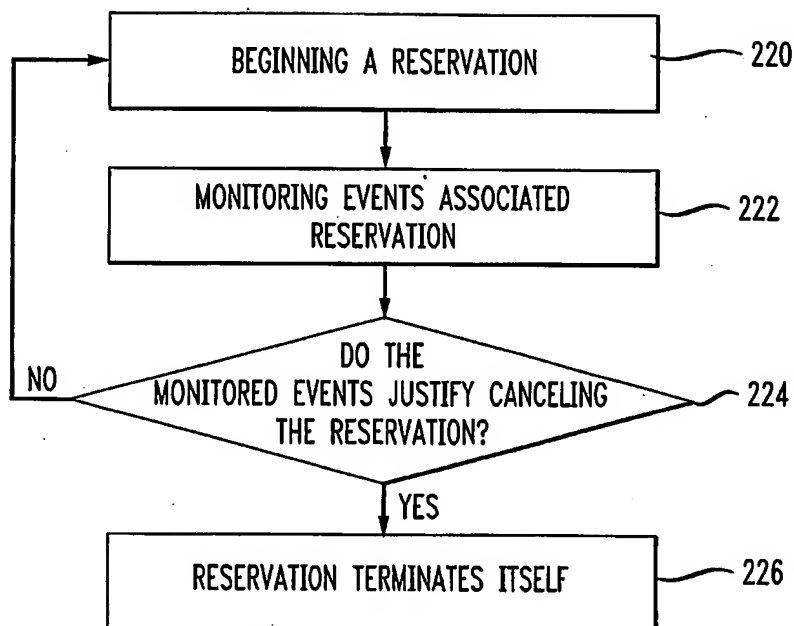 BEGINNING A RESERVATION
220
MONITORING EVENTS ASSOCIATED
RESERVATION
222
DO THE
MONITORED EVENTS JUSTIFY CANCELING
THE RESERVATION?
224
NO
YES
RESERVATION TERMINATES ITSELF
226